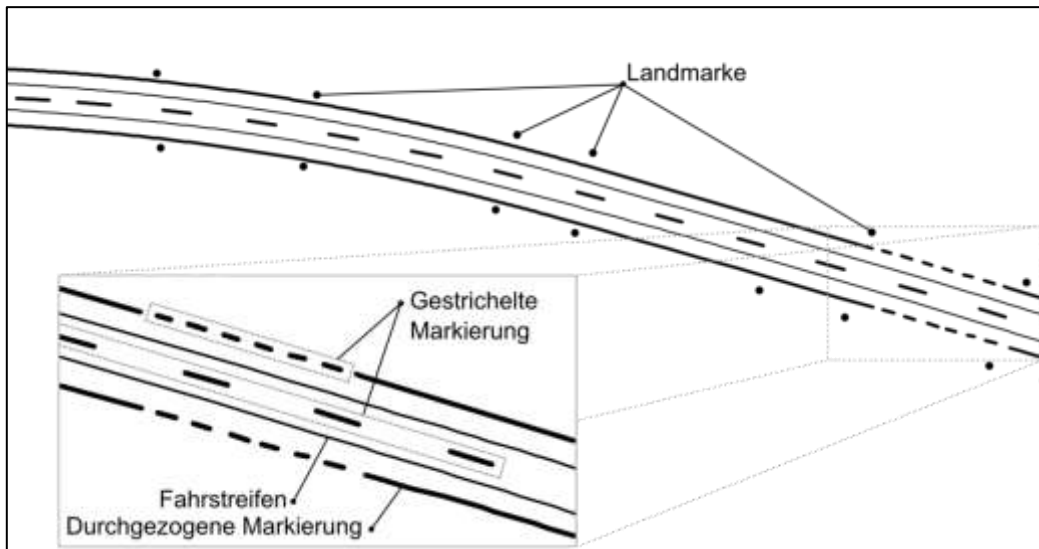 Landmarke
Gestrichelte
Markierung
Fahrstreifen
Durchgezogene Markierung